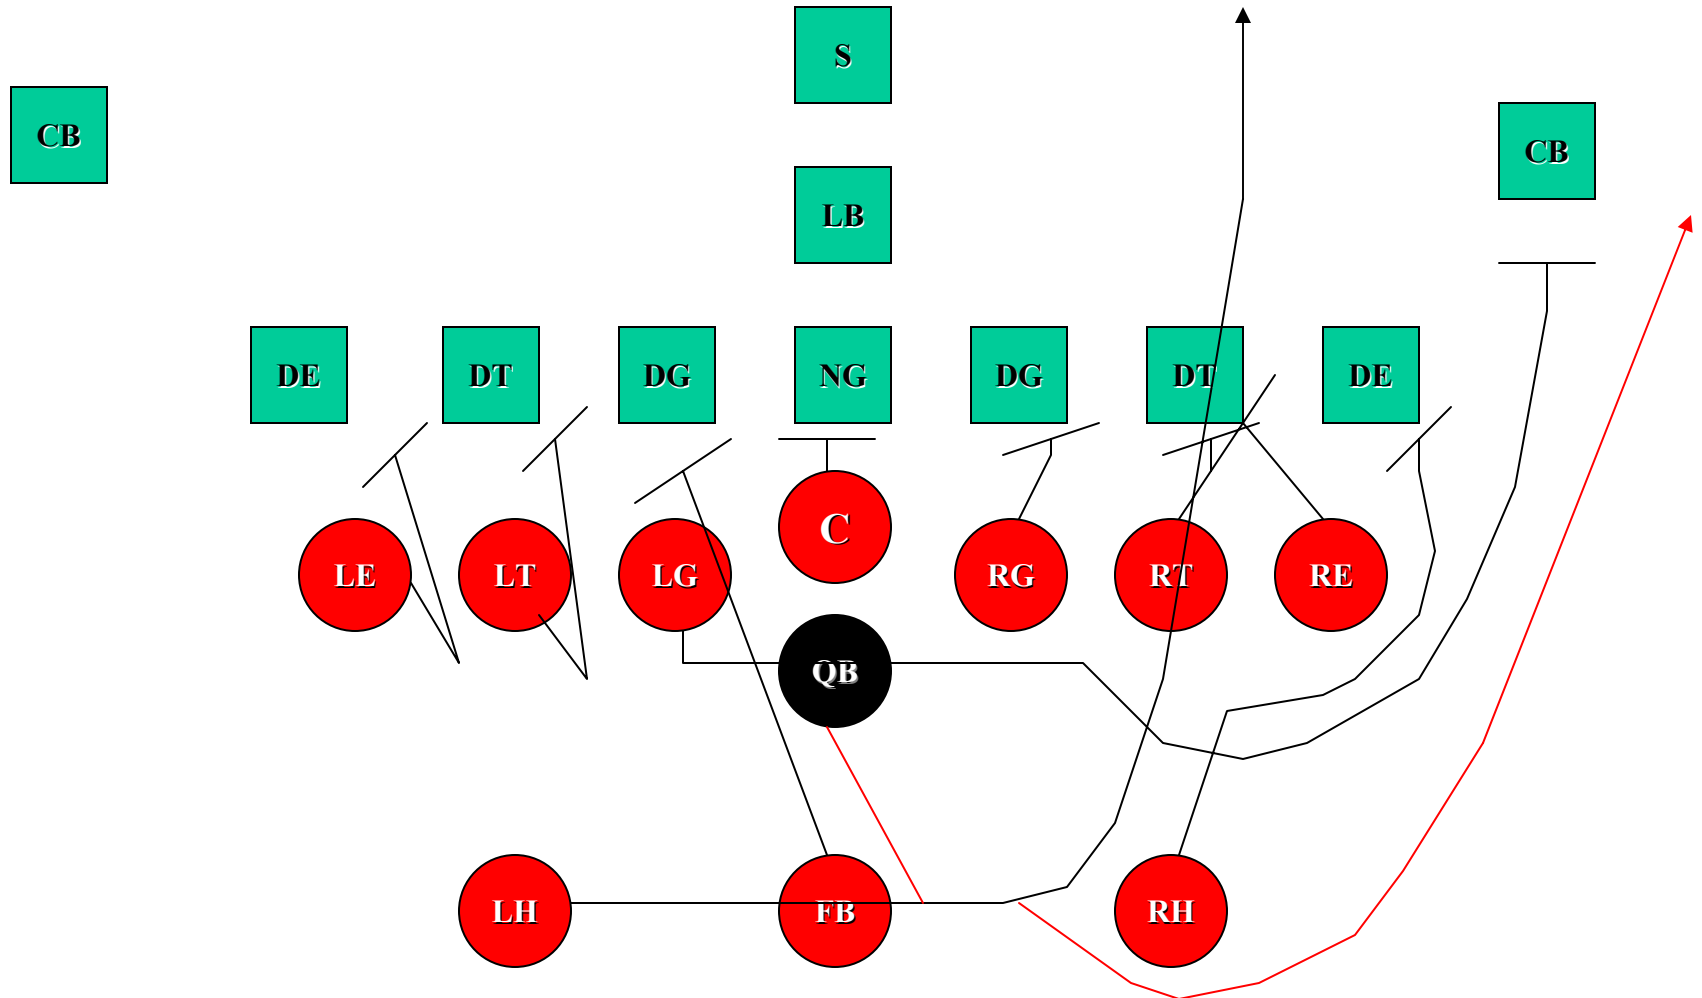 S
CB
CB
LB
DE
DT
DG
NG
DG
DT
DE
C
LE
LT
LG
RG
RT
RE
QB
LH
FB
RH